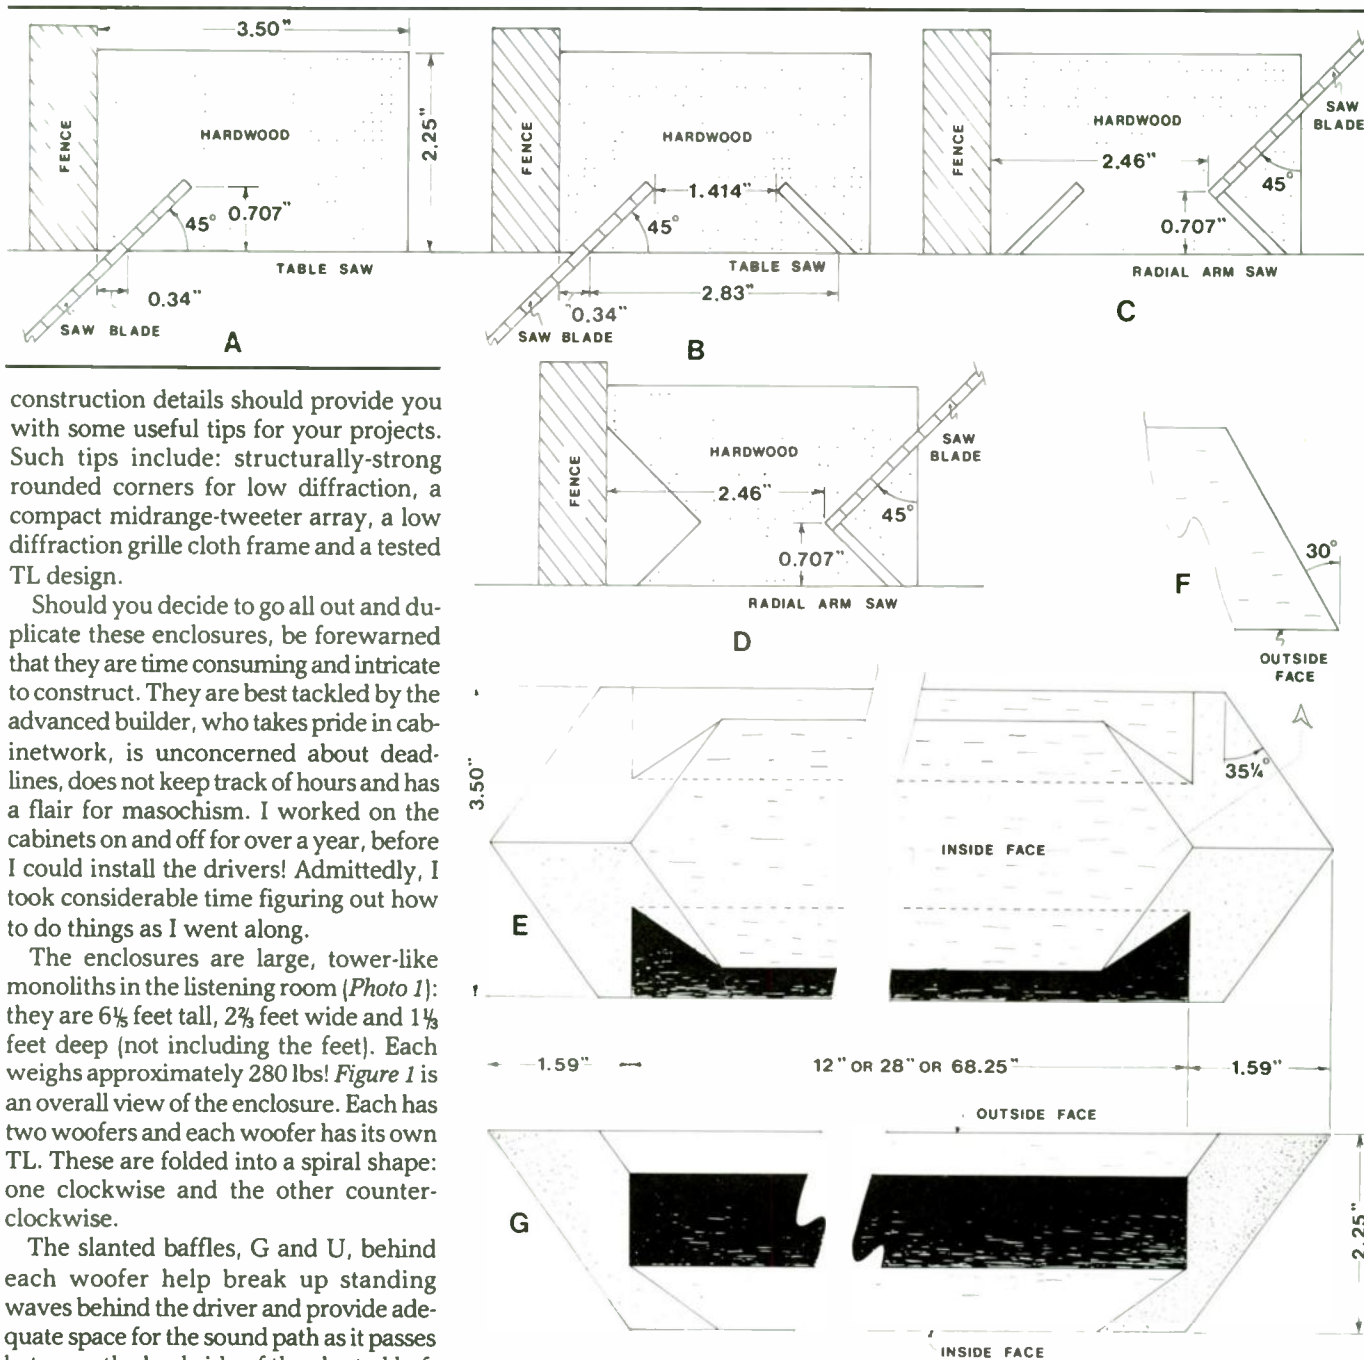 3.50"
2.25"
FENCE
HARDWOOD
45°
0.707"
TABLE SAW
0.34"
SAW BLADE
A
FENCE
HARDWOOD
1.414"
45°
TABLE SAW
2.83"
0.34"
SAW BLADE
B
FENCE
HARDWOOD
2.46"
SAW
BLADE
45°
0.707"
RADIAL ARM SAW
C
construction details should provide you
with some useful tips for your projects.
Such tips include: structurally-strong
rounded corners for low diffraction, a
compact midrange-tweeter array, a low
diffraction grille cloth frame and a tested
TL design.
Should you decide to go all out and du-
plicate these enclosures, be forewarned
that they are time consuming and intricate
to construct. They are best tackled by the
advanced builder, who takes pride in cab-
inetwork, is unconcerned about dead-
lines, does not keep track of hours and has
a flair for masochism. I worked on the
cabinets on and off for over a year, before
I could install the drivers! Admittedly, I
took considerable time figuring out how
to do things as I went along.
The enclosures are large, tower-like
monoliths in the listening room (Photo 1):
they are 6⅕ feet tall, 2⅔ feet wide and 1⅓
feet deep (not including the feet). Each
weighs approximately 280 lbs! Figure 1 is
an overall view of the enclosure. Each has
two woofers and each woofer has its own
TL. These are folded into a spiral shape:
one clockwise and the other counter-
clockwise.
The slanted baffles, G and U, behind
each woofer help break up standing
waves behind the driver and provide ade-
quate space for the sound path as it passes
FENCE
HARDWOOD
2.46"
SAW
BLADE
45°
0.707"
RADIAL ARM SAW
D
30°
F
OUTSIDE
FACE
3.50"
35¼°
INSIDE FACE
E
1.59"
12" OR 28" OR 68.25"
1.59"
OUTSIDE FACE
G
2.25"
INSIDE FACE